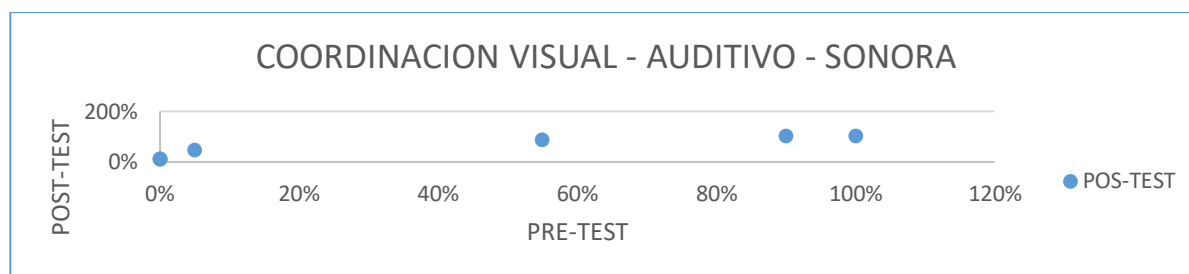 COORDINACION VISUAL - AUDITIVO - SONORA
POST-TEST
200%
0%
0% 20% 40% 60% 80% 100% 120%
PRE-TEST
POS-TEST